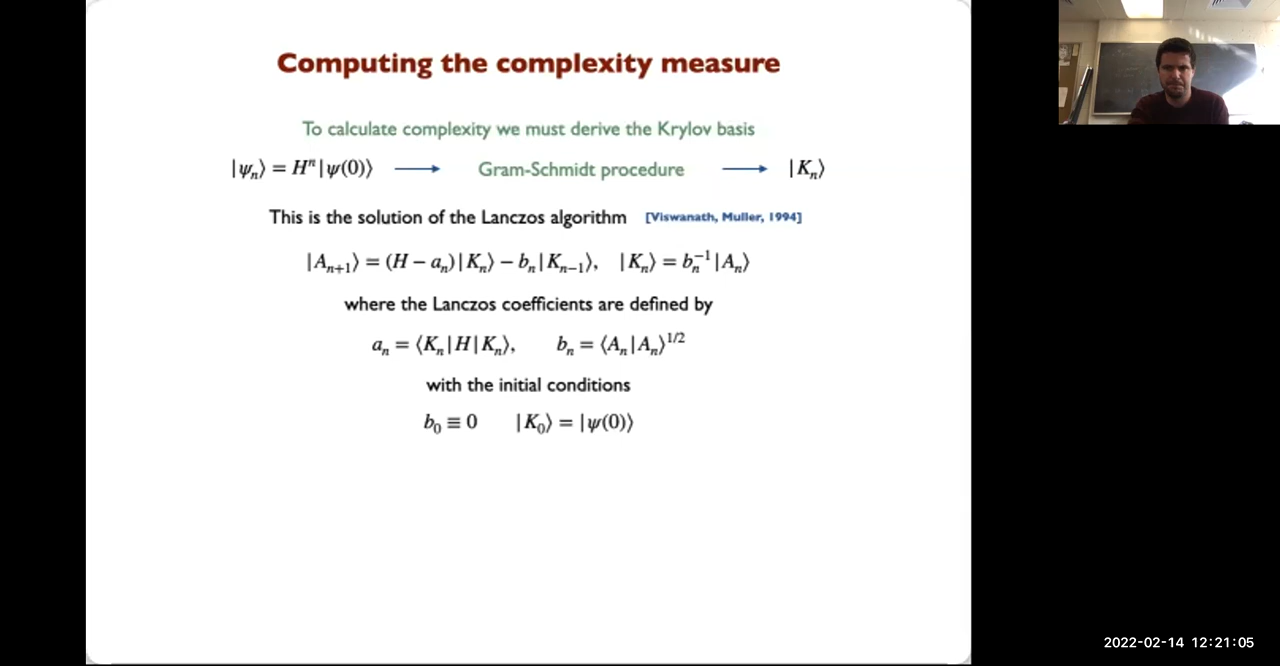 Computing the complexity measure
To calculate complexity we must derive the Krylov basis
|ψₙ⟩ = Hⁿ|ψ(0)⟩ ⟶ Gram-Schmidt procedure ⟶ |Kₙ⟩
This is the solution of the Lanczos algorithm [Viswanath, Muller, 1994]
|Aₙ₊₁⟩ = (H − aₙ)|Kₙ⟩ − bₙ|Kₙ₋₁⟩, |Kₙ⟩ = bₙ⁻¹|Aₙ⟩
where the Lanczos coefficients are defined by
aₙ = ⟨Kₙ|H|Kₙ⟩, bₙ = ⟨Aₙ|Aₙ⟩¹/²
with the initial conditions
b₀ ≡ 0 |K₀⟩ = |ψ(0)⟩
2022-02-14 12:21:05